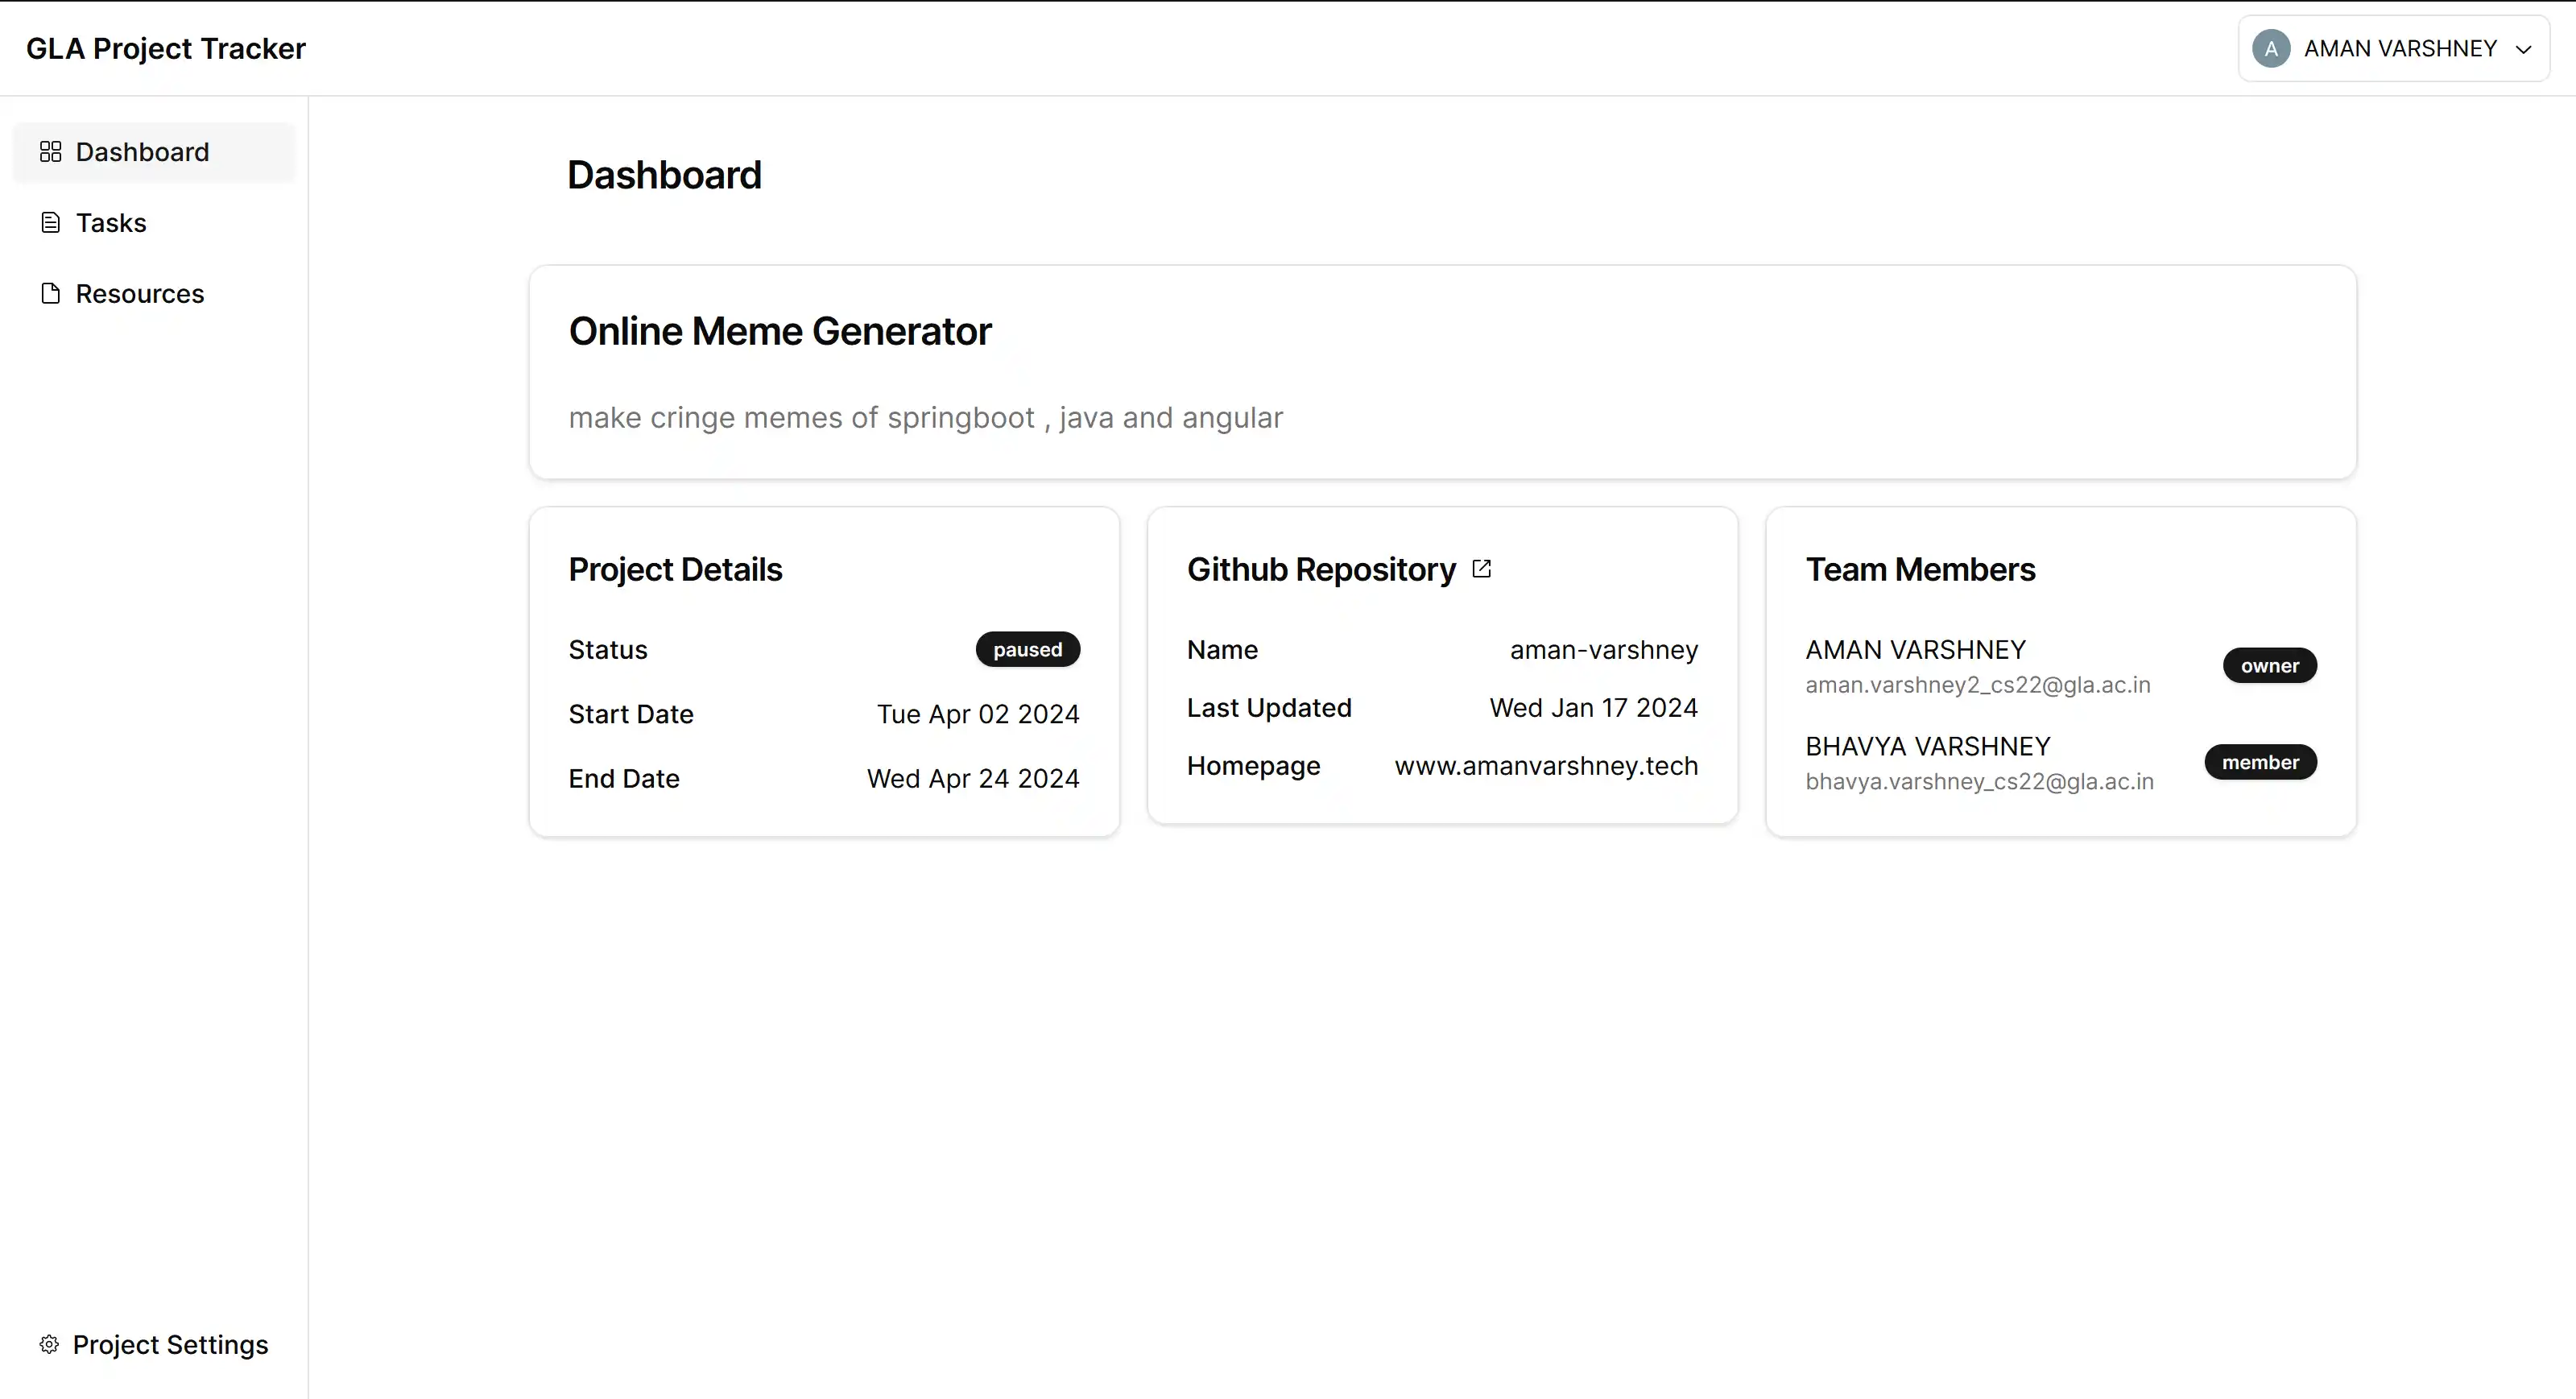 GLA Project Tracker
A AMAN VARSHNEY
Dashboard
Tasks
Resources
Project Settings
Dashboard
Online Meme Generator
make cringe memes of springboot , java and angular
Project Details
Status paused
Start Date Tue Apr 02 2024
End Date Wed Apr 24 2024
Github Repository
Name aman-varshney
Last Updated Wed Jan 17 2024
Homepage www.amanvarshney.tech
Team Members
AMAN VARSHNEY
aman.varshney2_cs22@gla.ac.in
owner
BHAVYA VARSHNEY
bhavya.varshney_cs22@gla.ac.in
member